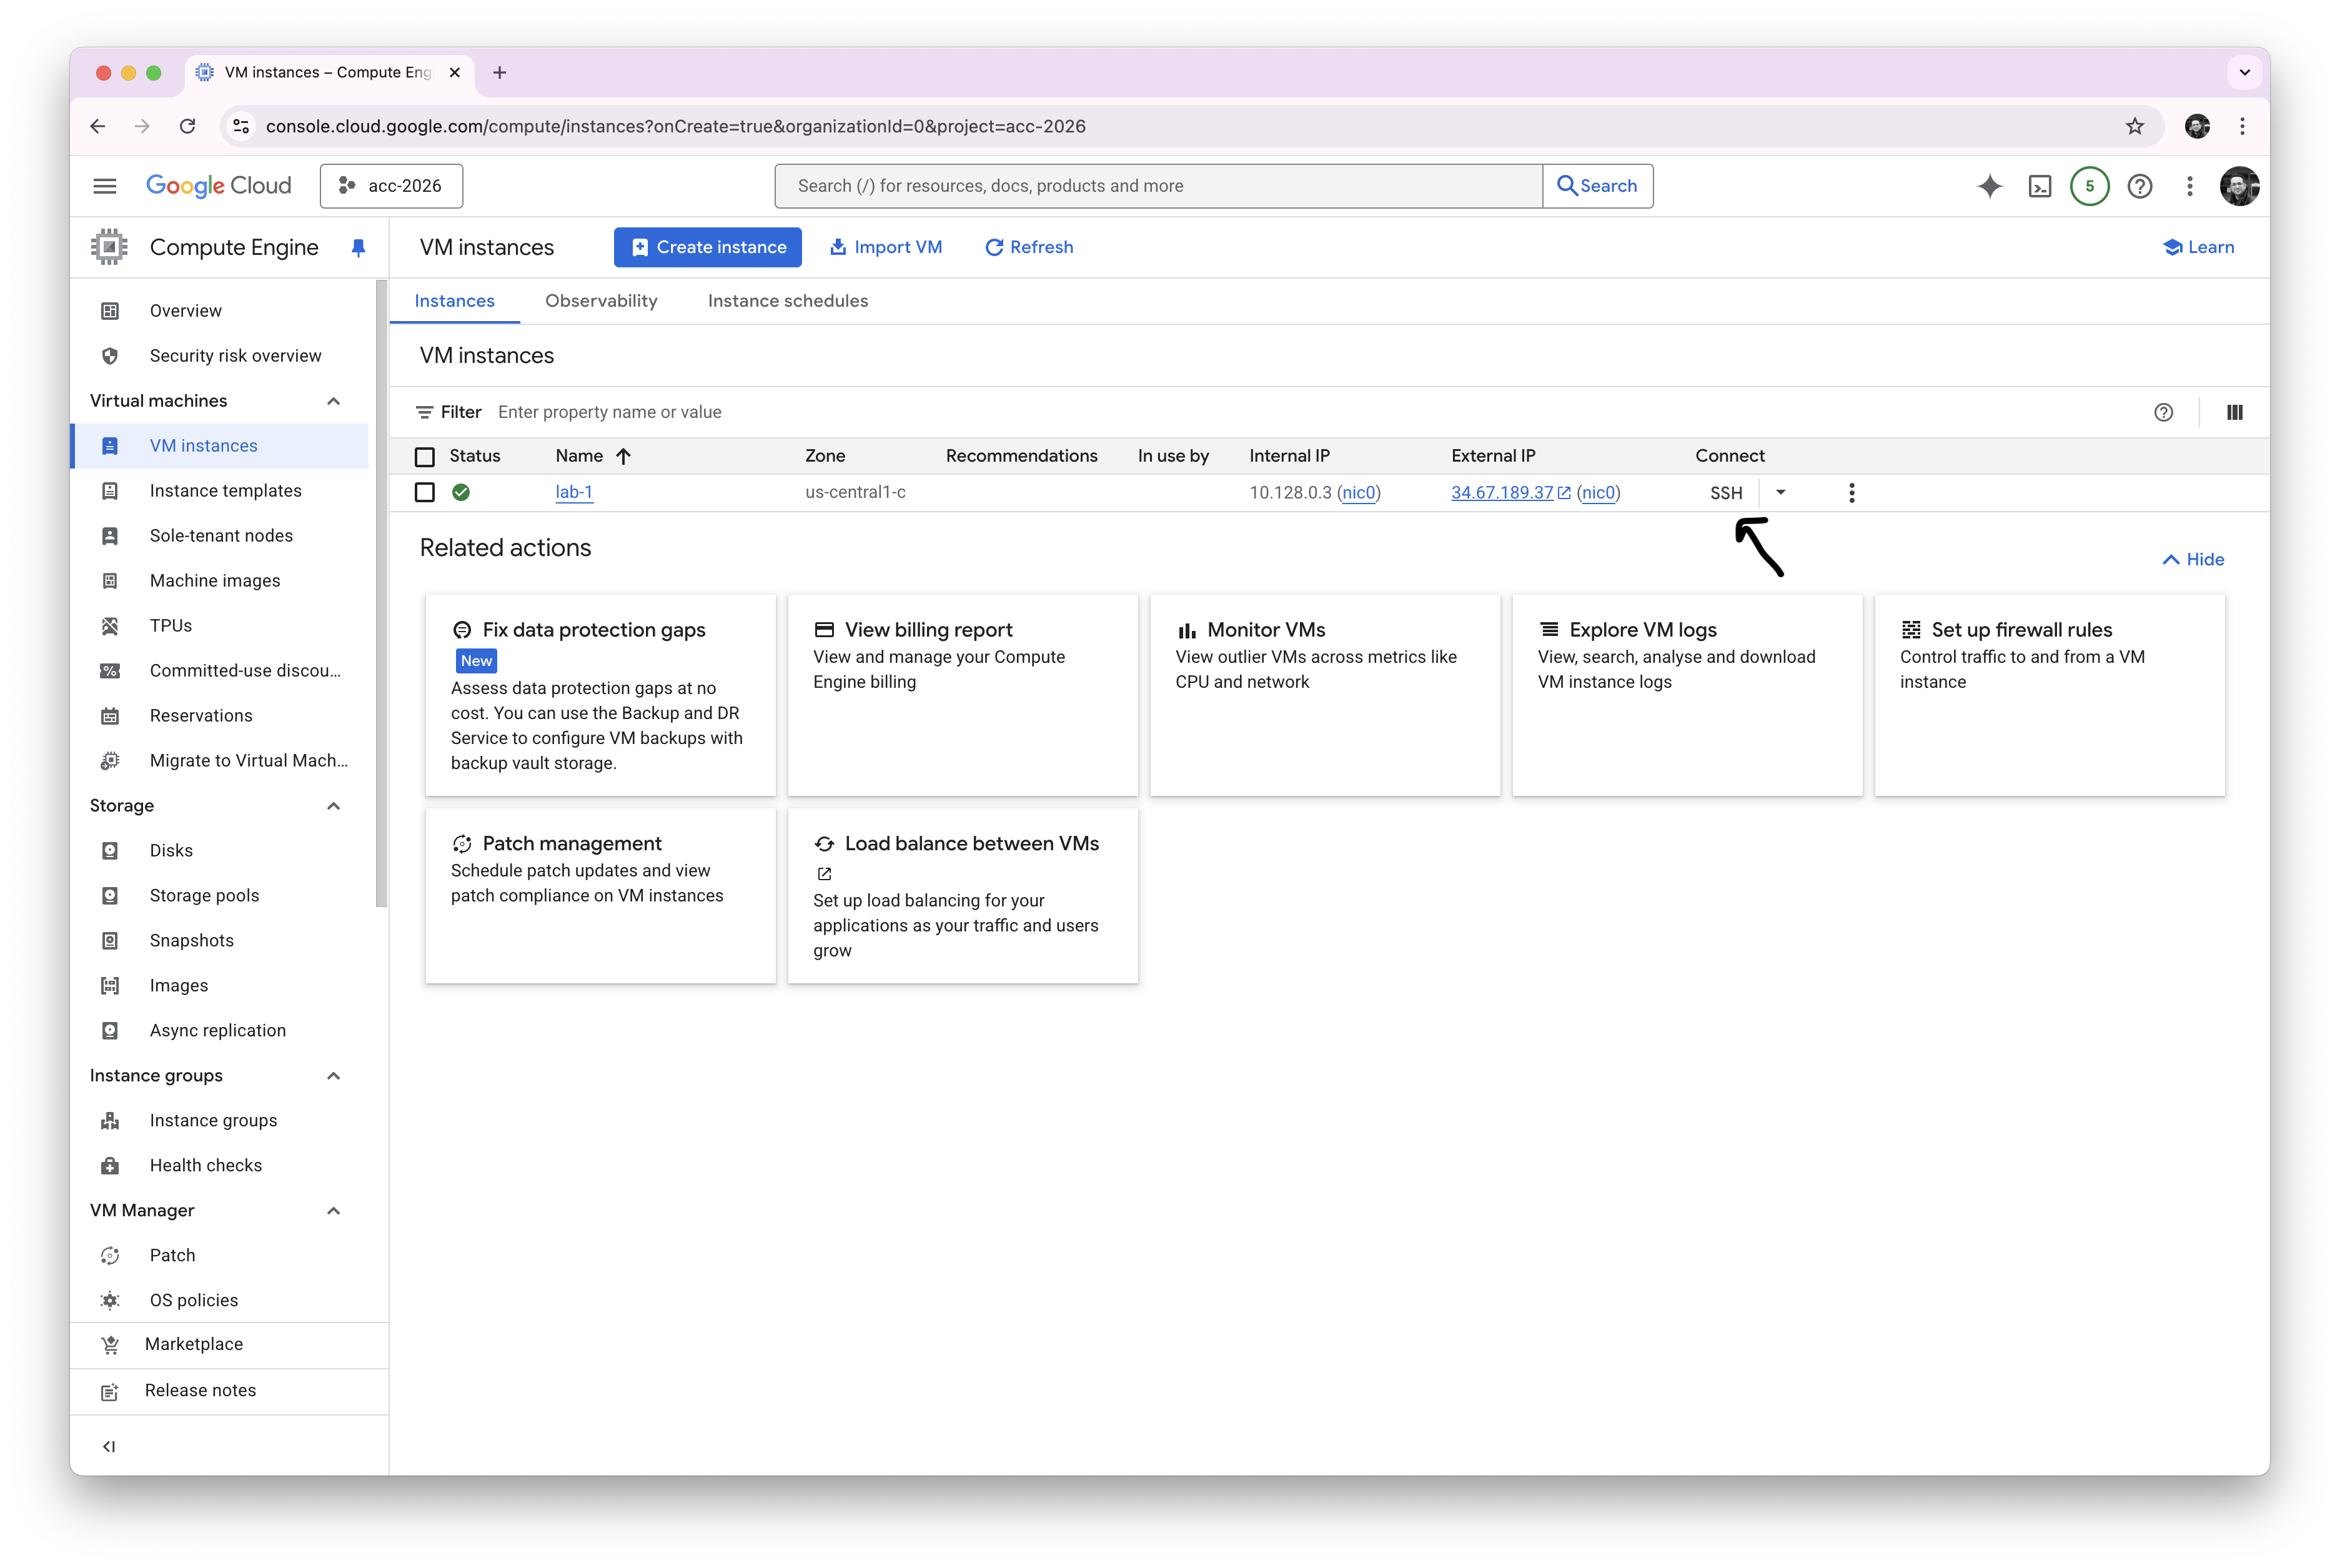 VM instances – Compute Eng
console.cloud.google.com/compute/instances?onCreate=true&organizationId=0&project=acc-2026
Google Cloud
acc-2026
Search (/) for resources, docs, products and more
Search
5
Compute Engine
VM instances
Create instance
Import VM
Refresh
Learn
Overview
Security risk overview
Virtual machines
VM instances
Instance templates
Sole-tenant nodes
Machine images
TPUs
Committed-use discou...
Reservations
Migrate to Virtual Mach...
Storage
Disks
Storage pools
Snapshots
Images
Async replication
Instance groups
Instance groups
Health checks
VM Manager
Patch
OS policies
Marketplace
Release notes
Instances Observability Instance schedules
VM instances
Filter Enter property name or value
Status Name Zone Recommendations In use by Internal IP External IP Connect
lab-1 us-central1-c 10.128.0.3 (nic0) 34.67.189.37 (nic0) SSH
Related actions
Hide
Fix data protection gaps
New
Assess data protection gaps at no
cost. You can use the Backup and DR
Service to configure VM backups with
backup vault storage.
View billing report
View and manage your Compute
Engine billing
Monitor VMs
View outlier VMs across metrics like
CPU and network
Explore VM logs
View, search, analyse and download
VM instance logs
Set up firewall rules
Control traffic to and from a VM
instance
Patch management
Schedule patch updates and view
patch compliance on VM instances
Load balance between VMs
Set up load balancing for your
applications as your traffic and users
grow